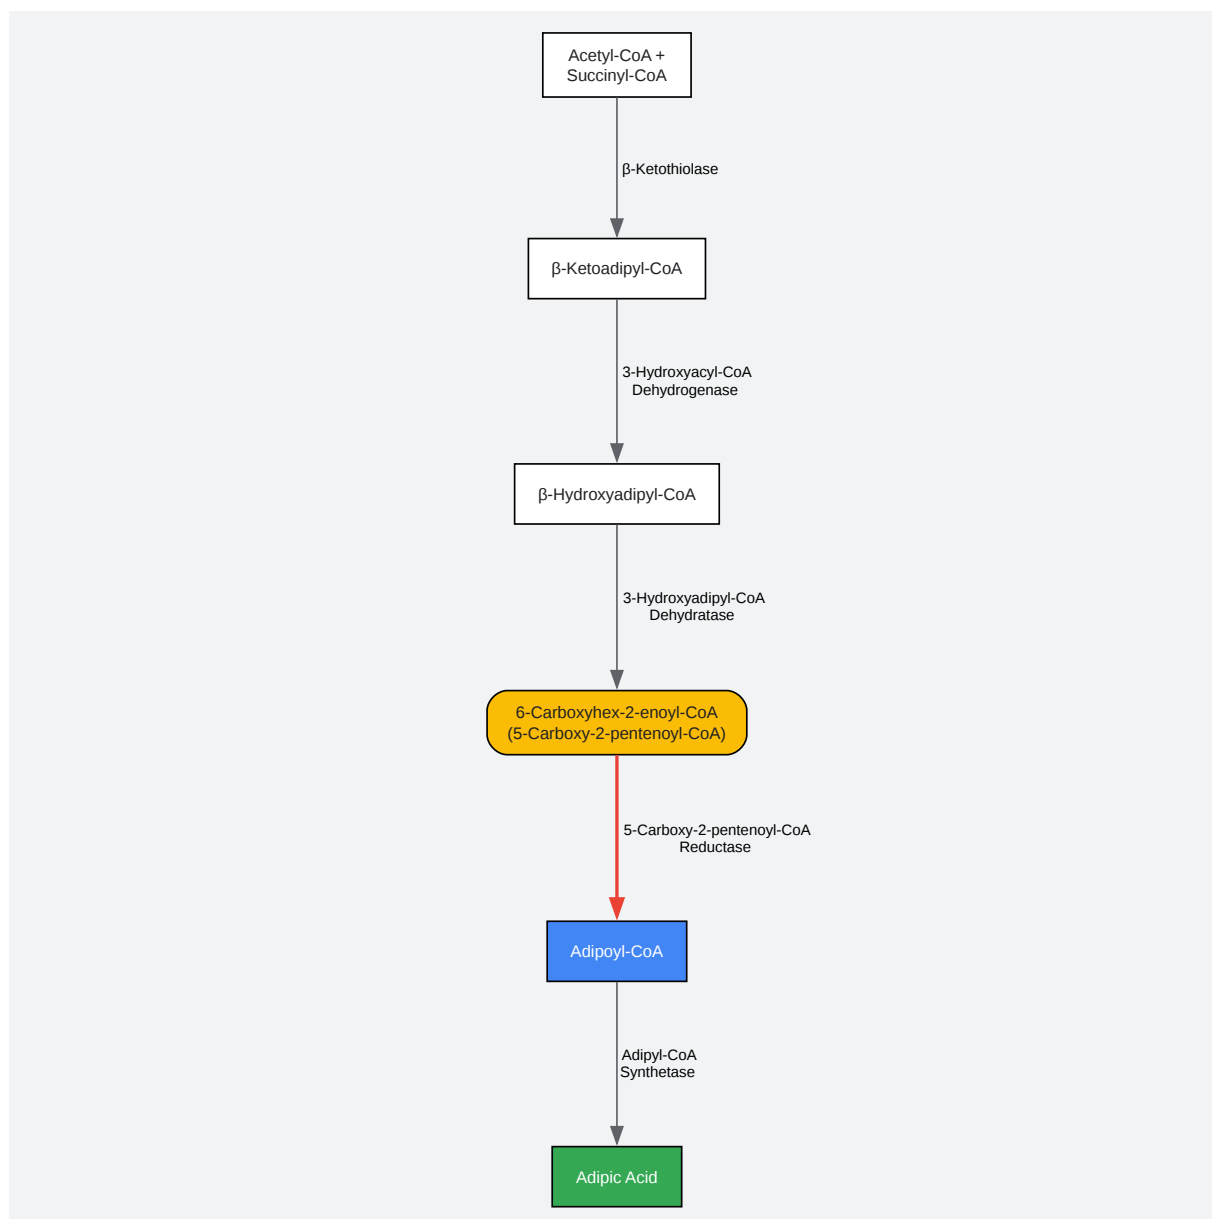 Acetyl-CoA +
Succinyl-CoA
β-Ketothiolase
β-Ketoadipyl-CoA
3-Hydroxyacyl-CoA
Dehydrogenase
β-Hydroxyadipyl-CoA
3-Hydroxyadipyl-CoA
Dehydratase
6-Carboxyhex-2-enoyl-CoA
(5-Carboxy-2-pentenoyl-CoA)
5-Carboxy-2-pentenoyl-CoA
Reductase
Adipoyl-CoA
Adipyl-CoA
Synthetase
Adipic Acid